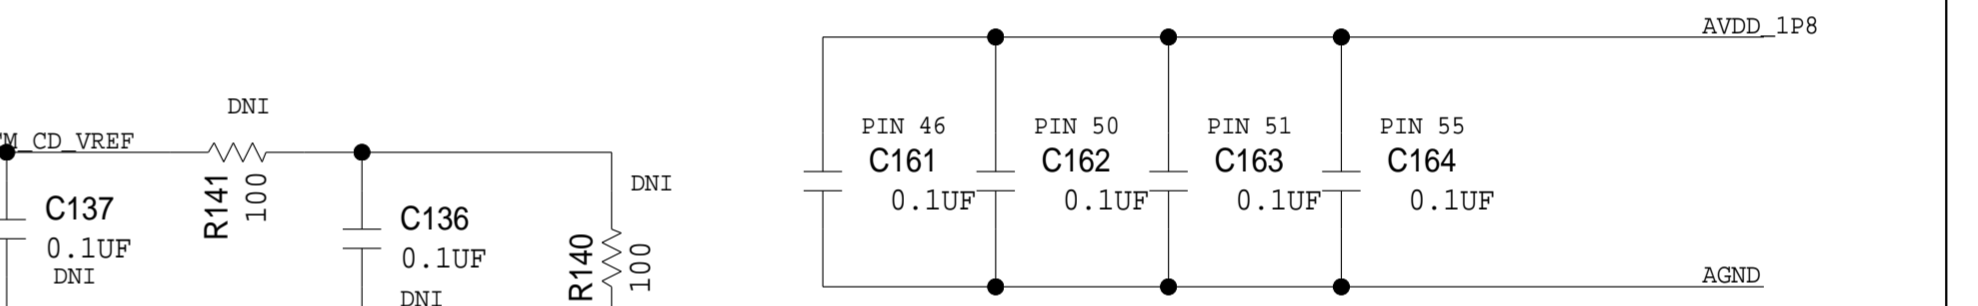 AVDD_1P8
DNI
M_CD_VREF
R141
100
C137
0.1UF
DNI
C136
0.1UF
DNI
DNI
R140
100
PIN 46
C161
0.1UF
PIN 50
C162
0.1UF
PIN 51
C163
0.1UF
PIN 55
C164
0.1UF
AGND